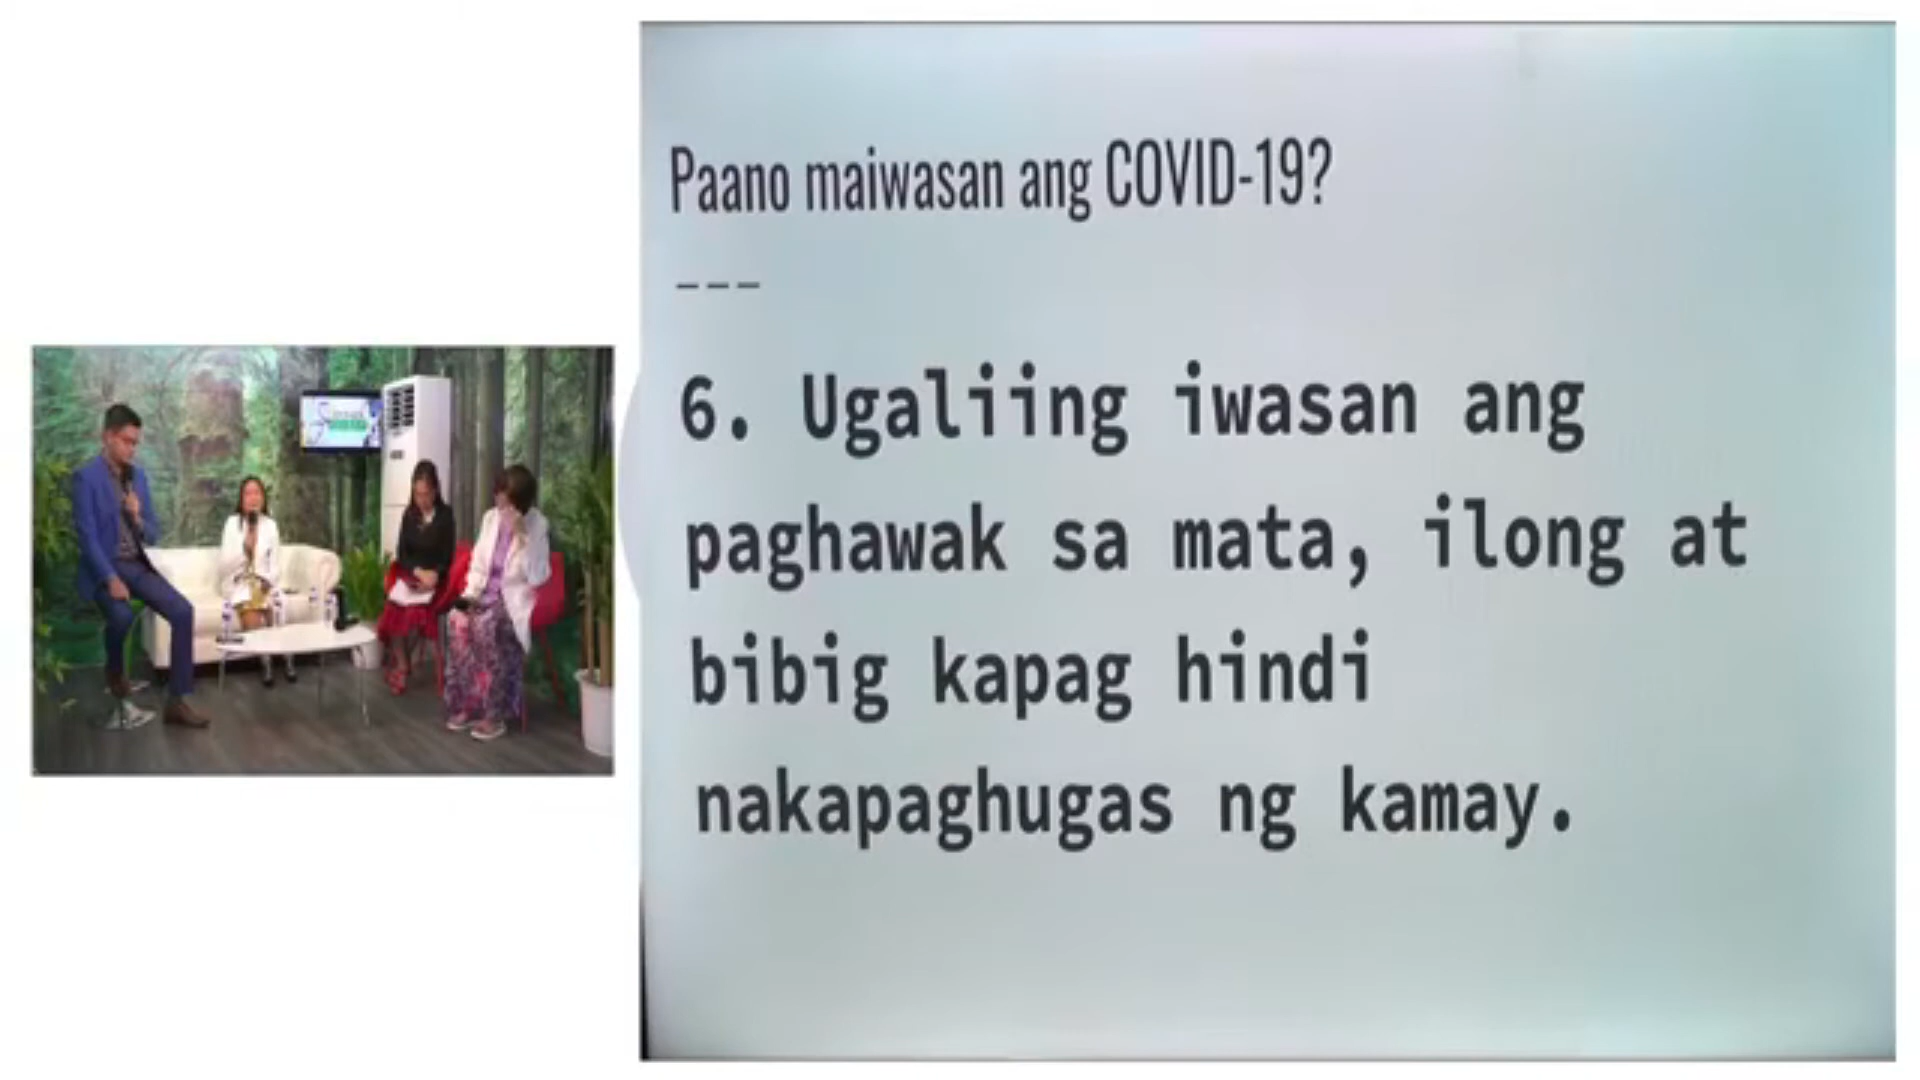 Paano maiwasan ang COVID-19?
---
6. Ugaliing iwasan ang
paghawak sa mata, ilong at
bibig kapag hindi
nakapaghugas ng kamay.